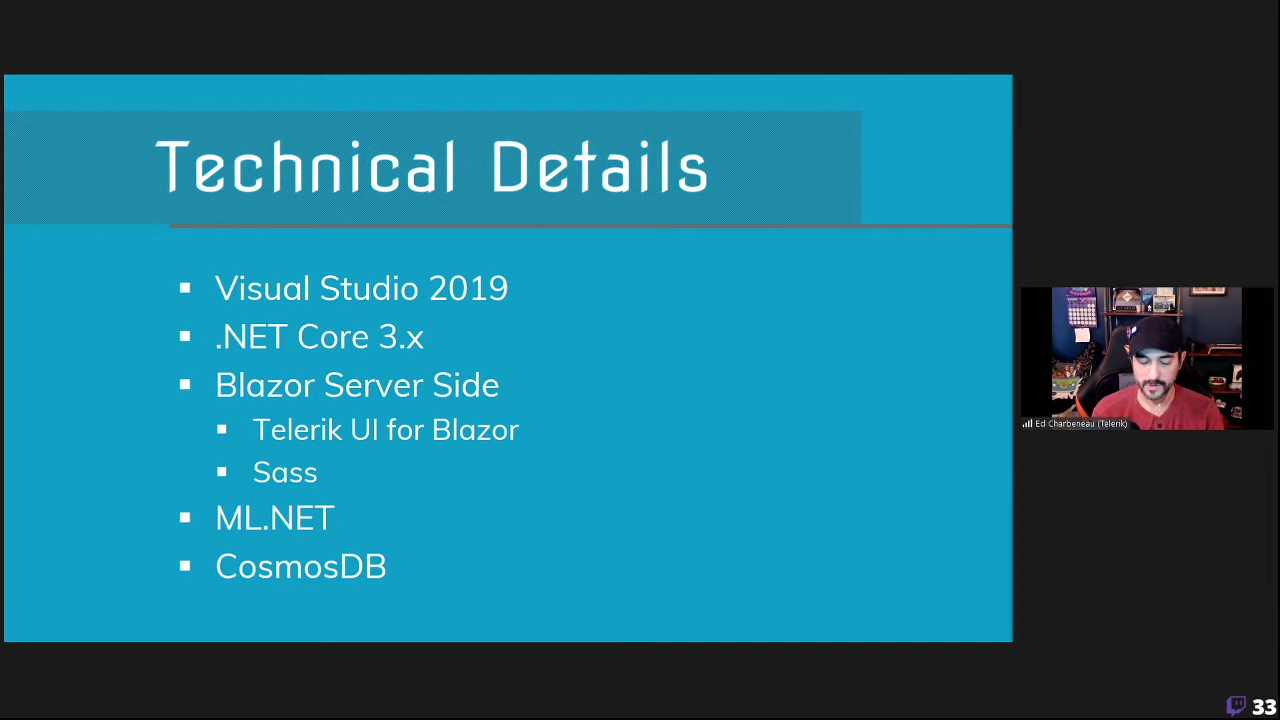 Technical Details
Visual Studio 2019
.NET Core 3.x
Blazor Server Side
Telerik UI for Blazor
Sass
ML.NET
CosmosDB
Ed Charbeneau (Telerik)
33